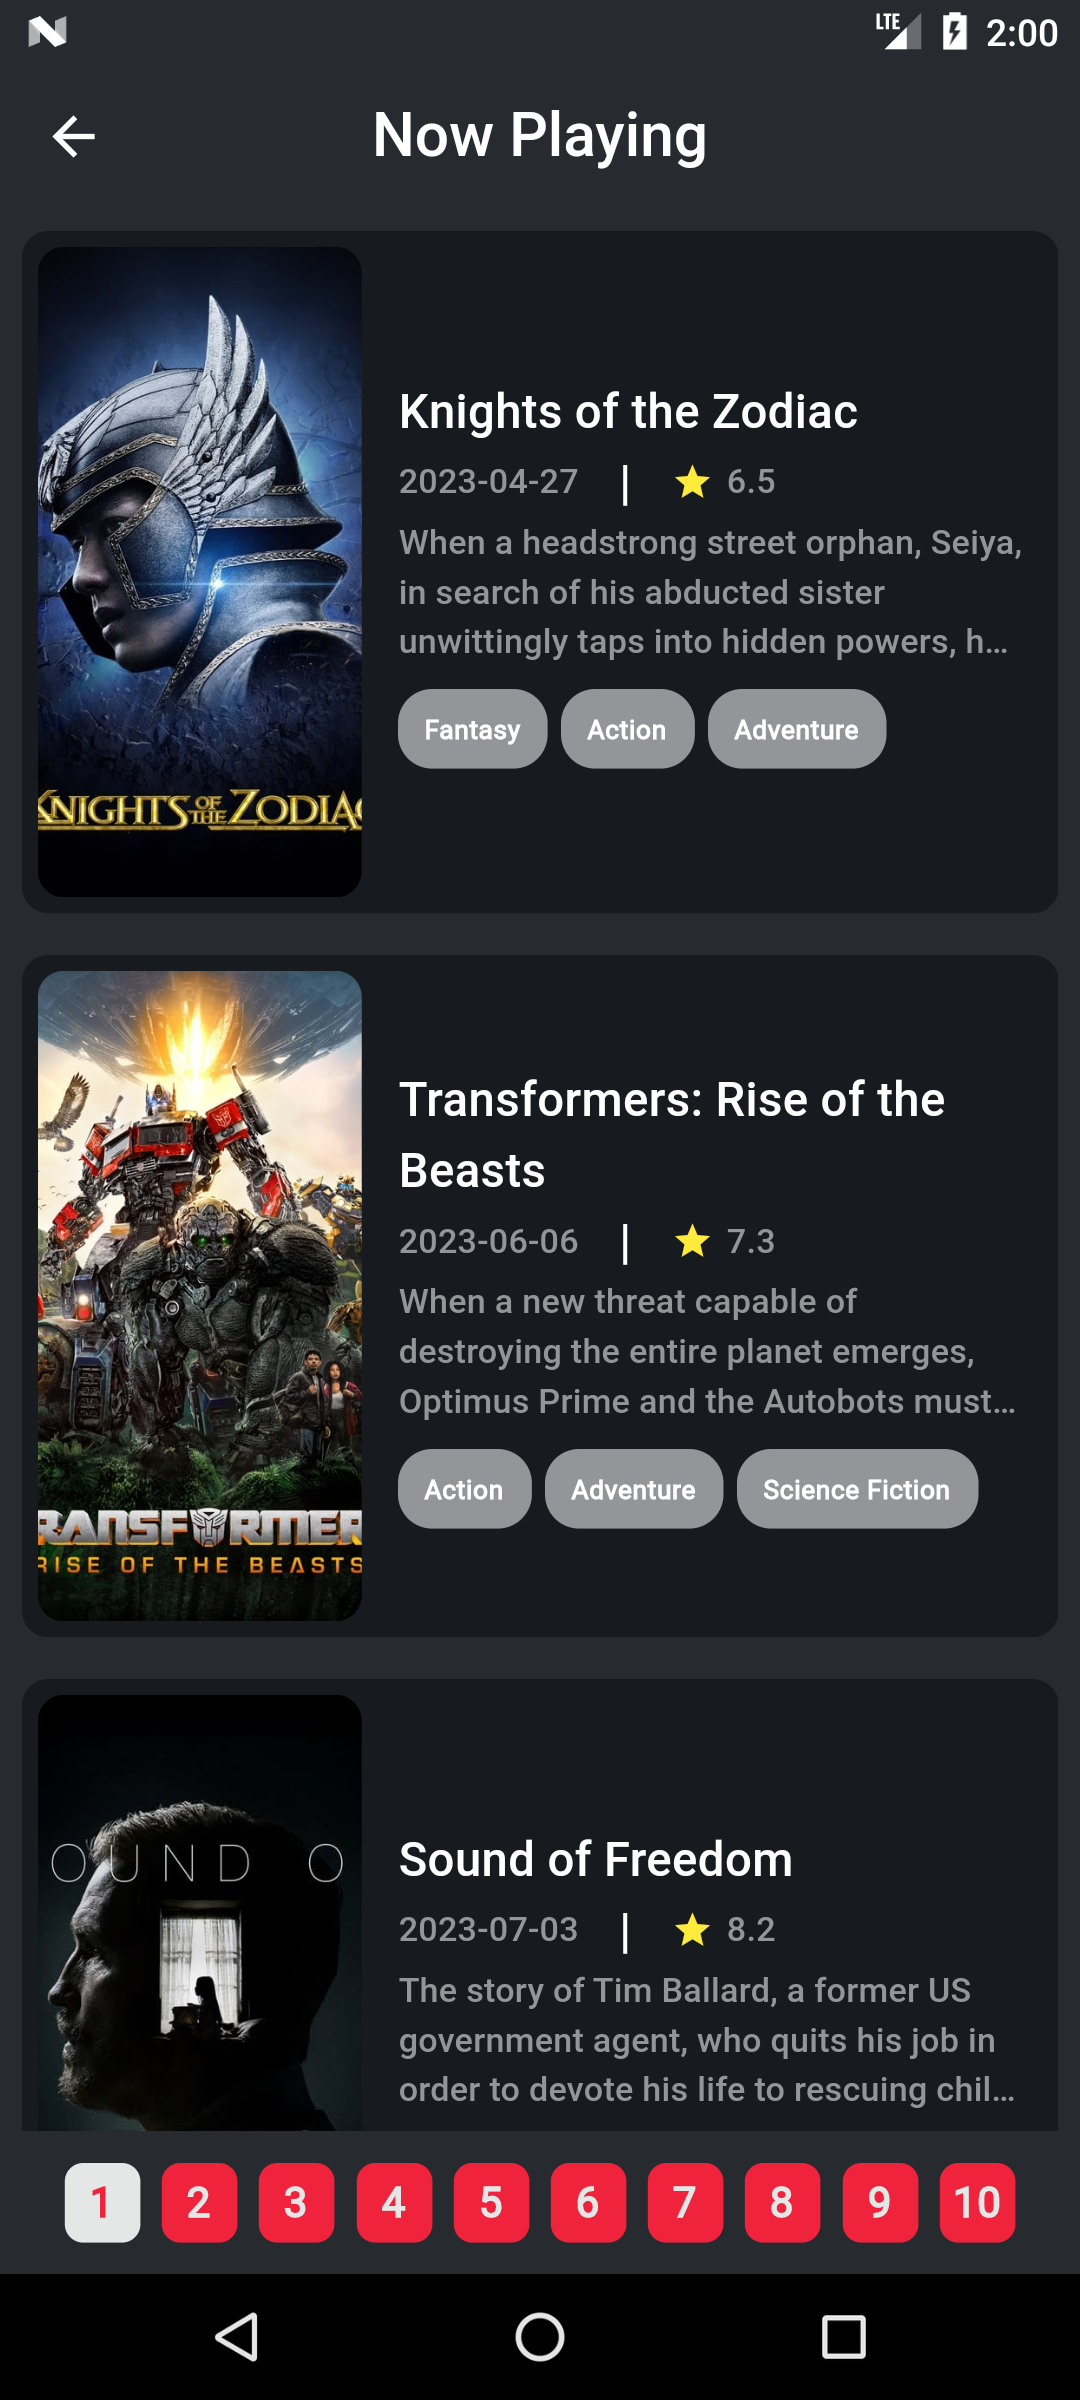 LTE 2:00
Now Playing
KNIGHTS OF THE ZODIAC
Knights of the Zodiac
2023-04-27 | 6.5
When a headstrong street orphan, Seiya,
in search of his abducted sister
unwittingly taps into hidden powers, h...
Fantasy Action Adventure
RANSFORMER
RISE OF THE BEASTS
Transformers: Rise of the
Beasts
2023-06-06 | 7.3
When a new threat capable of
destroying the entire planet emerges,
Optimus Prime and the Autobots must...
Action Adventure Science Fiction
OUND O
Sound of Freedom
2023-07-03 | 8.2
The story of Tim Ballard, a former US
government agent, who quits his job in
order to devote his life to rescuing chil...
1 2 3 4 5 6 7 8 9 10